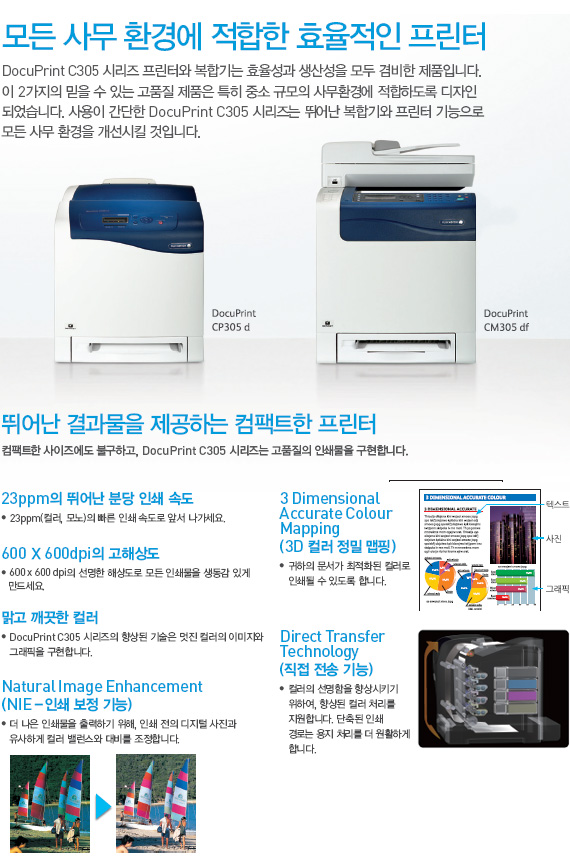 모든 사무 환경에 적합한 효율적인 프린터
DocuPrint C305 시리즈 프린터와 복합기는 효율성과 생산성을 모두 겸비한 제품입니다.
이 2가지의 믿을 수 있는 고품질 제품은 특히 중소 규모의 사무환경에 적합하도록 디자인
되었습니다. 사용이 간단한 DocuPrint C305 시리즈는 뛰어난 복합기와 프린터 기능으로
모든 사무 환경을 개선시킬 것입니다.
DocuPrint
CP305 d
DocuPrint
CM305 df
뛰어난 결과물을 제공하는 컴팩트한 프린터
컴팩트한 사이즈에도 불구하고, DocuPrint C305 시리즈는 고품질의 인쇄물을 구현합니다.
23ppm의 뛰어난 분당 인쇄 속도
• 23ppm(컬러, 모노)의 빠른 인쇄 속도로 앞서 나가세요.
600 X 600dpi의 고해상도
• 600 x 600 dpi의 선명한 해상도로 모든 인쇄물을 생동감 있게
만드세요.
맑고 깨끗한 컬러
• DocuPrint C305 시리즈의 향상된 기술은 멋진 컬러의 이미지와
그래픽을 구현합니다.
Natural Image Enhancement
(NIE – 인쇄 보정 기능)
• 더 나은 인쇄물을 출력하기 위해, 인쇄 전의 디지털 사진과
유사하게 컬러 밸런스와 대비를 조정합니다.
3 Dimensional
Accurate Colour
Mapping
(3D 컬러 정밀 맵핑)
• 귀하의 문서가 최적화된 컬러로
인쇄될 수 있도록 합니다.
3 DIMENSIONAL ACCURATE COLOUR
3 DIMENSIONAL ACCURATE
텍스트
사진
그래픽
Direct Transfer
Technology
(직접 전송 기능)
• 컬러의 선명함을 향상시키기
위하여, 향상된 컬러 처리를
지원합니다. 단축된 인쇄
경로는 용지 처리를 더 원활하게
합니다.